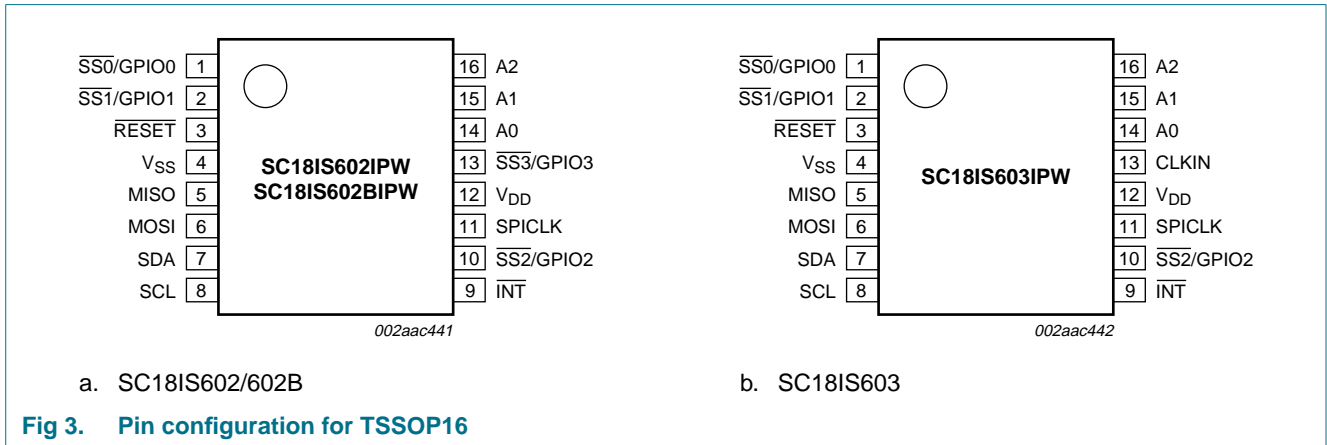 SS0/GPIO0 1
SS1/GPIO1 2
RESET 3
VSS 4
MISO 5
MOSI 6
SDA 7
SCL 8
SC18IS602IPW
SC18IS602BIPW
16 A2
15 A1
14 A0
13 SS3/GPIO3
12 VDD
11 SPICLK
10 SS2/GPIO2
9 INT
002aac441
a. SC18IS602/602B
SS0/GPIO0 1
SS1/GPIO1 2
RESET 3
VSS 4
MISO 5
MOSI 6
SDA 7
SCL 8
SC18IS603IPW
16 A2
15 A1
14 A0
13 CLKIN
12 VDD
11 SPICLK
10 SS2/GPIO2
9 INT
002aac442
b. SC18IS603
Fig 3. Pin configuration for TSSOP16